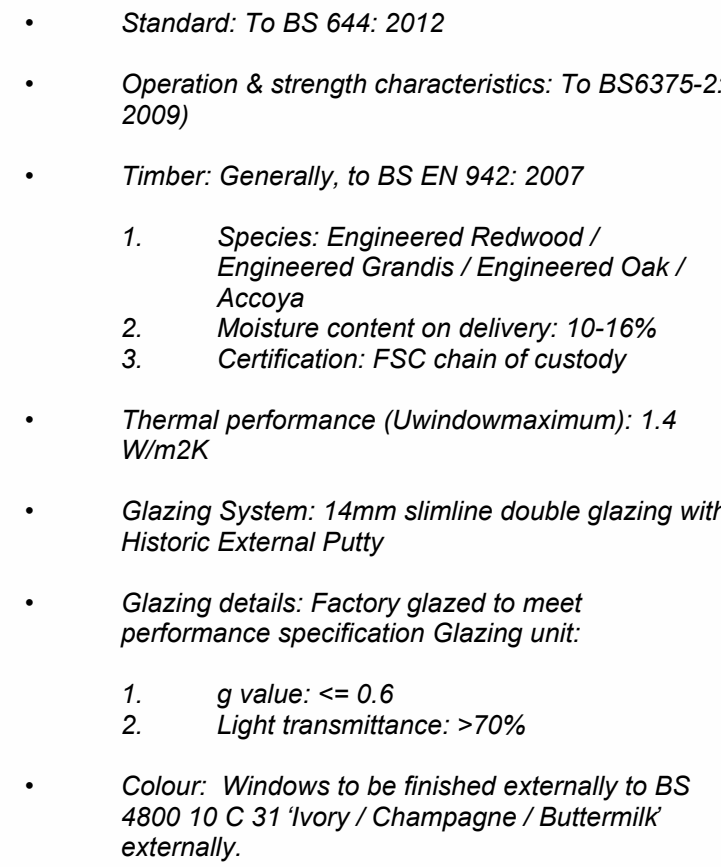 • Standard: To BS 644: 2012
• Operation & strength characteristics: To BS6375-2:
2009)
• Timber: Generally, to BS EN 942: 2007
1. Species: Engineered Redwood /
Engineered Grandis / Engineered Oak /
Accoya
2. Moisture content on delivery: 10-16%
3. Certification: FSC chain of custody
• Thermal performance (Uwindowmaximum): 1.4
W/m2K
• Glazing System: 14mm slimline double glazing with
Historic External Putty
• Glazing details: Factory glazed to meet
performance specification Glazing unit:
1. g value: <= 0.6
2. Light transmittance: >70%
• Colour: Windows to be finished externally to BS
4800 10 C 31 ‘Ivory / Champagne / Buttermilk’
externally.